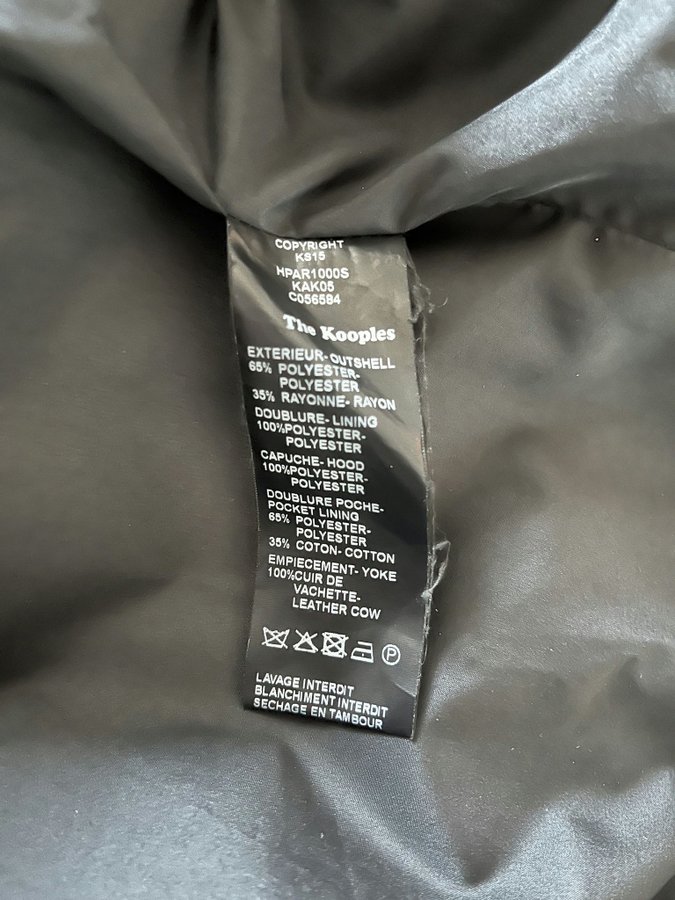 COPYRIGHT
KS15
HPAR1000S
KAK05
C056584
The Kooples
EXTERIEUR-OUTSHELL
65% POLYESTER-
POLYESTER
35% RAYONNE-RAYON
DOUBLURE-LINING
100%POLYESTER-
POLYESTER
CAPUCHE-HOOD
100%POLYESTER-
POLYESTER
DOUBLURE POCHE-
POCKET LINING
65% POLYESTER-
POLYESTER
35% COTON-COTTON
EMPIECEMENT-YOKE
100%CUIR DE
VACHETTE-
LEATHER COW
P
LAVAGE INTERDIT
BLANCHIMENT INTERDIT
SECHAGE EN TAMBOUR